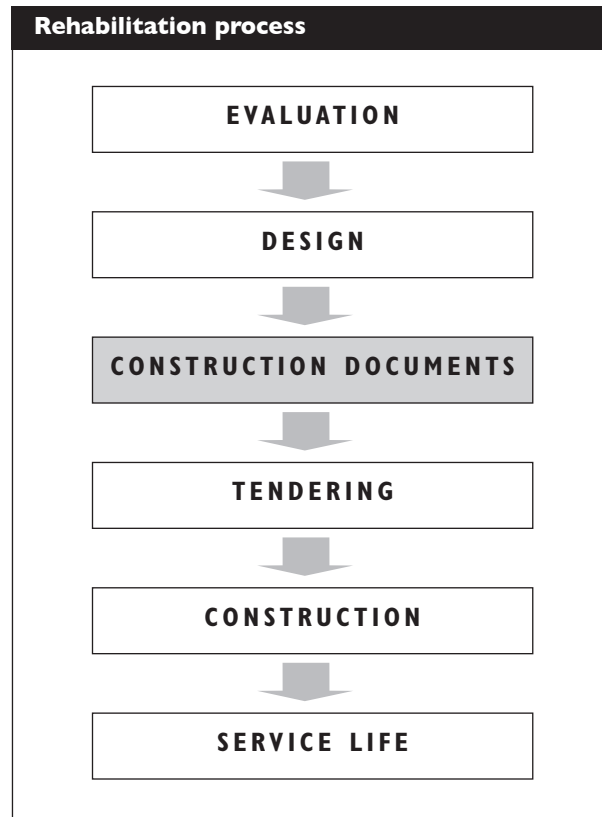 Rehabilitation process
EVALUATION
DESIGN
CONSTRUCTION DOCUMENTS
TENDERING
CONSTRUCTION
SERVICE LIFE